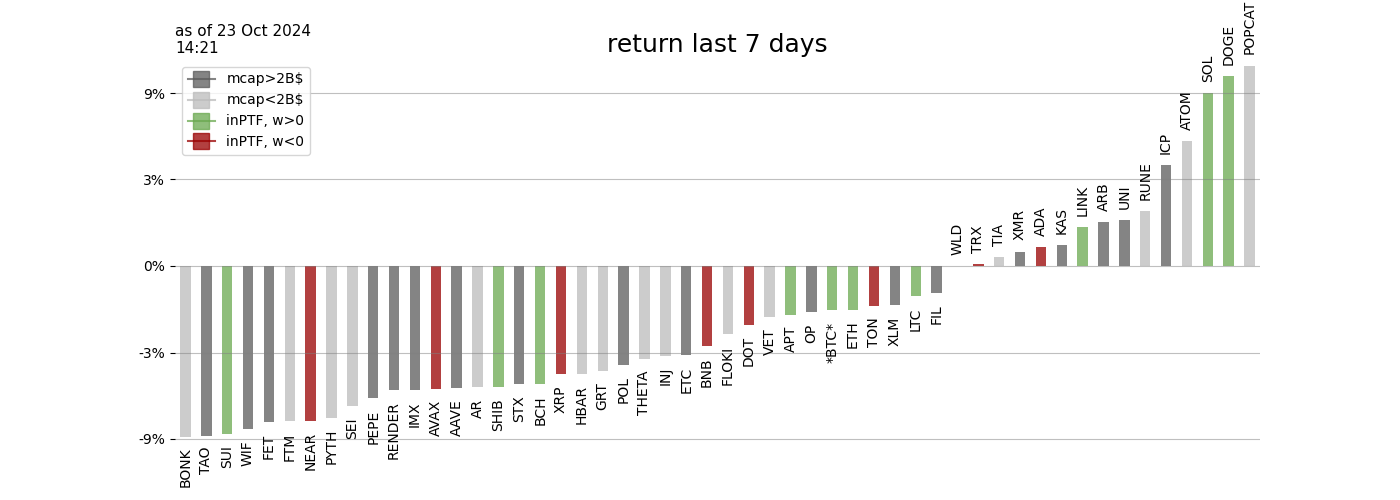 as of 23 Oct 2024
14:21
return last 7 days
mcap>2B$
mcap<2B$
inPTF, w>0
inPTF, w<0
9%
3%
0%
-3%
-9%
BONK
TAO
SUI
WIF
FET
FTM
NEAR
PYTH
SEI
PEPE
RENDER
IMX
AVAX
AAVE
AR
SHIB
STX
BCH
XRP
HBAR
GRT
POL
THETA
INJ
ETC
BNB
FLOKI
DOT
VET
APT
OP
*BTC*
ETH
TON
XLM
LTC
FIL
WLD
TRX
TIA
XMR
ADA
KAS
LINK
ARB
UNI
RUNE
ICP
ATOM
SOL
DOGE
POPCAT